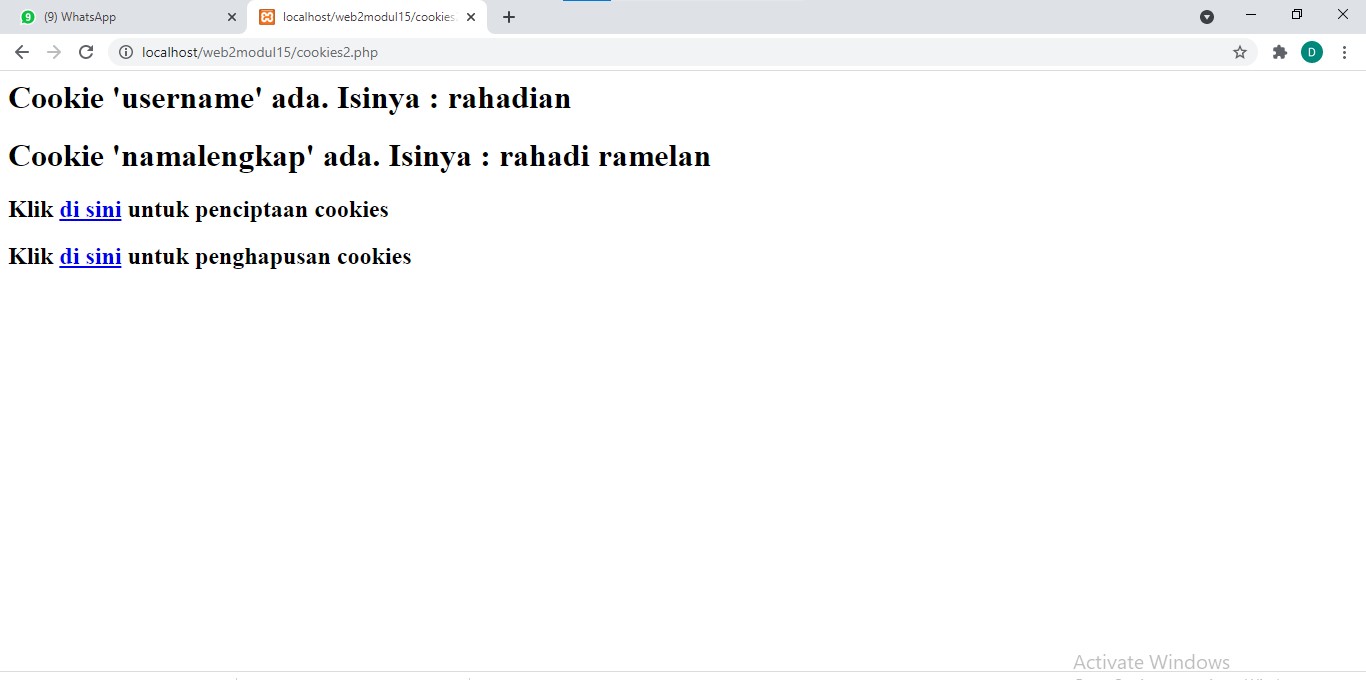 9 (9) WhatsApp
localhost/web2modul15/cookies
localhost/web2modul15/cookies2.php
D
Cookie 'username' ada. Isinya : rahadian
Cookie 'namalengkap' ada. Isinya : rahadi ramelan
Klik di sini untuk penciptaan cookies
Klik di sini untuk penghapusan cookies
Activate Windows